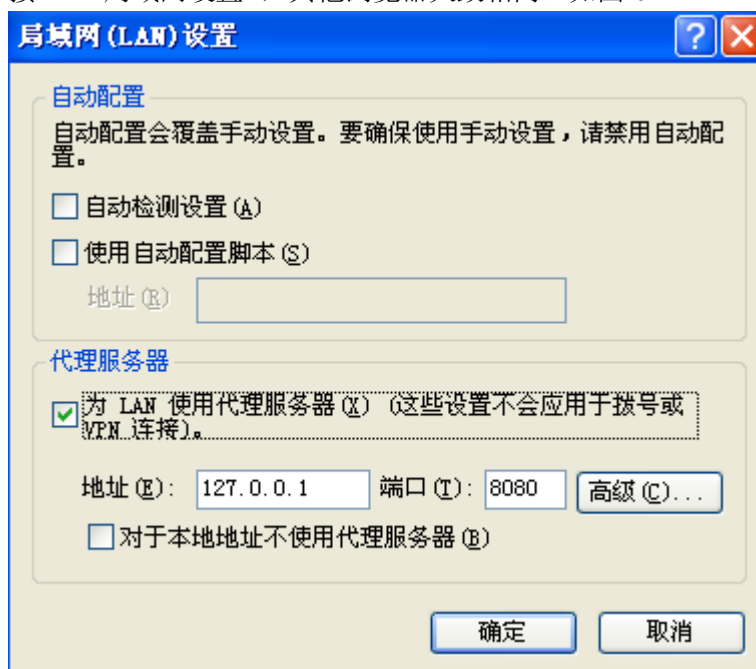 局域网(LAN)设置
自动配置
自动配置会覆盖手动设置。要确保使用手动设置，请禁用自动配
置。
自动检测设置(A)
使用自动配置脚本(S)
地址(R)
代理服务器
为 LAN 使用代理服务器(X) (这些设置不会应用于拨号或
VPN 连接)。
地址(E): 127.0.0.1 端口(T): 8080 高级(C)...
对于本地地址不使用代理服务器(B)
确定 取消